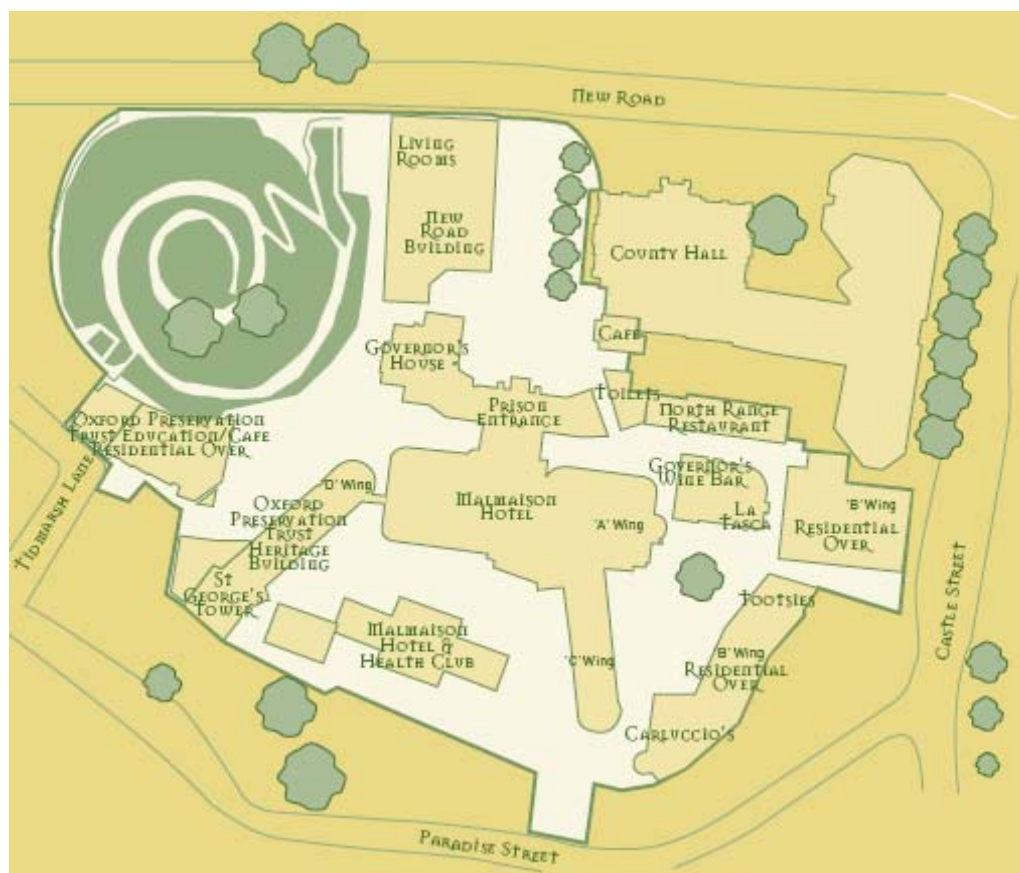 New Road
Living
Rooms
New
Road
Building
County Hall
Cafe
Governor's
House
Prison
Entrance
Toilets
North Range
Restaurant
Oxford Preservation
Trust Education/Cafe
Residential Over
Tidmarsh Lane
'D' Wing
Oxford
Preservation
Trust
Heritage
Building
St
George's
Tower
Malmaison
Hotel
'A' Wing
Governor's
Wine Bar
La
Tasca
'B' Wing
Residential
Over
Castle Street
Tootsies
'B' Wing
Residential
Over
'C' Wing
Malmaison
Hotel &
Health Club
Carluccio's
Paradise Street